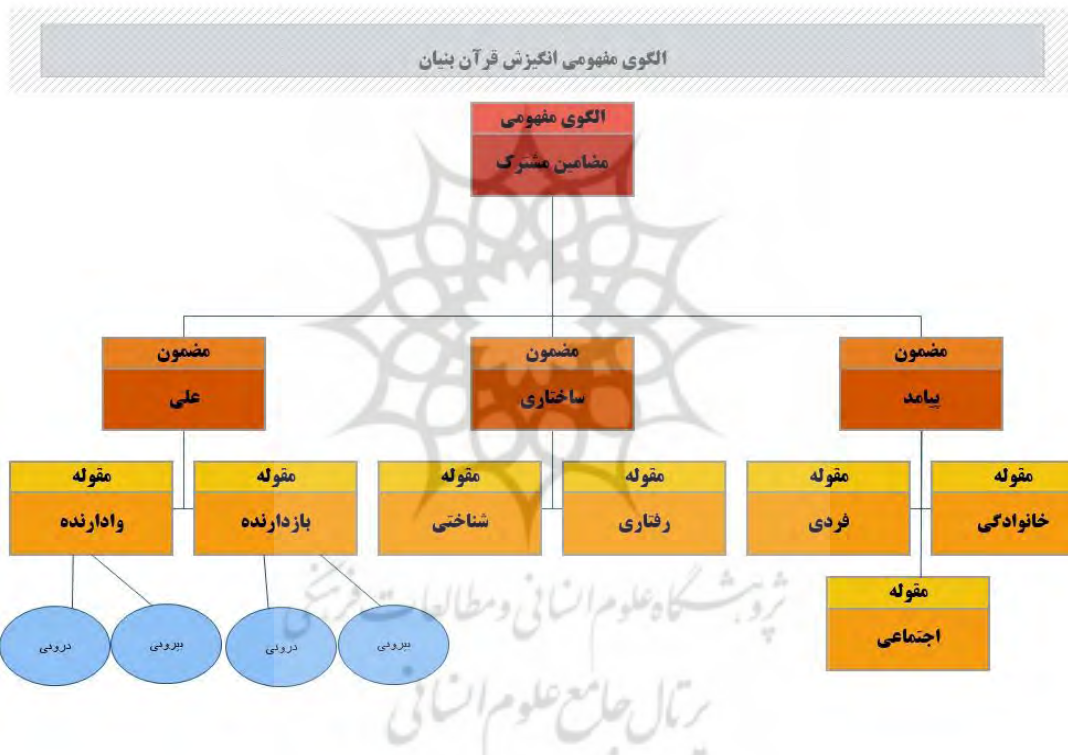 الگوی مفهومی انگیزش قرآن بنیان
الگوی مفهومی
مضامین مشترک
مضمون
پیامد
مضمون
ساختاری
مضمون
علی
مقوله
خانوادگی
مقوله
فردی
مقوله
رفتاری
مقوله
شناختی
مقوله
بازدارنده
مقوله
وادارنده
مقوله
اجتماعی
بیرونی
درونی
بیرونی
درونی
پژوهشگاه علوم انسانی و مطالعات فرهنگی
پرتال جامع علوم انسانی